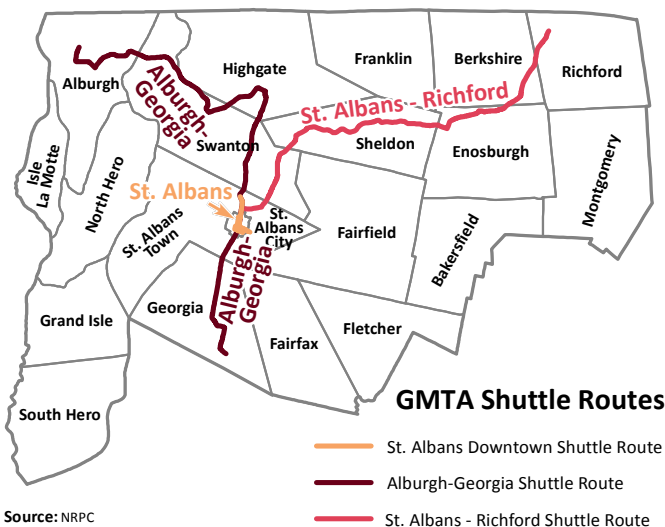 Franklin
Berkshire
Richford
Highgate
Alburgh
Alburgh-
Georgia
St. Albans - Richford
Swanton
Sheldon
Enosburgh
Isle
La Motte
North Hero
Montgomery
St. Albans
St.
Albans
City
St. Albans
Town
Fairfield
Bakersfield
Alburgh-
Georgia
Georgia
Grand Isle
Fairfax
Fletcher
South Hero
GMTA Shuttle Routes
St. Albans Downtown Shuttle Route
Alburgh-Georgia Shuttle Route
St. Albans - Richford Shuttle Route
Source: NRPC